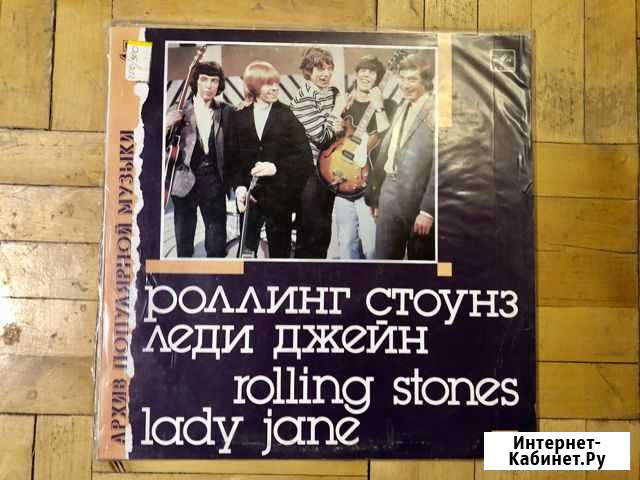 АРХИВ ПОПУЛЯРНОЙ МУЗЫКИ
роллинг стоунз
леди джейн
rolling stones
lady jane
Интернет-
Кабинет.Ру